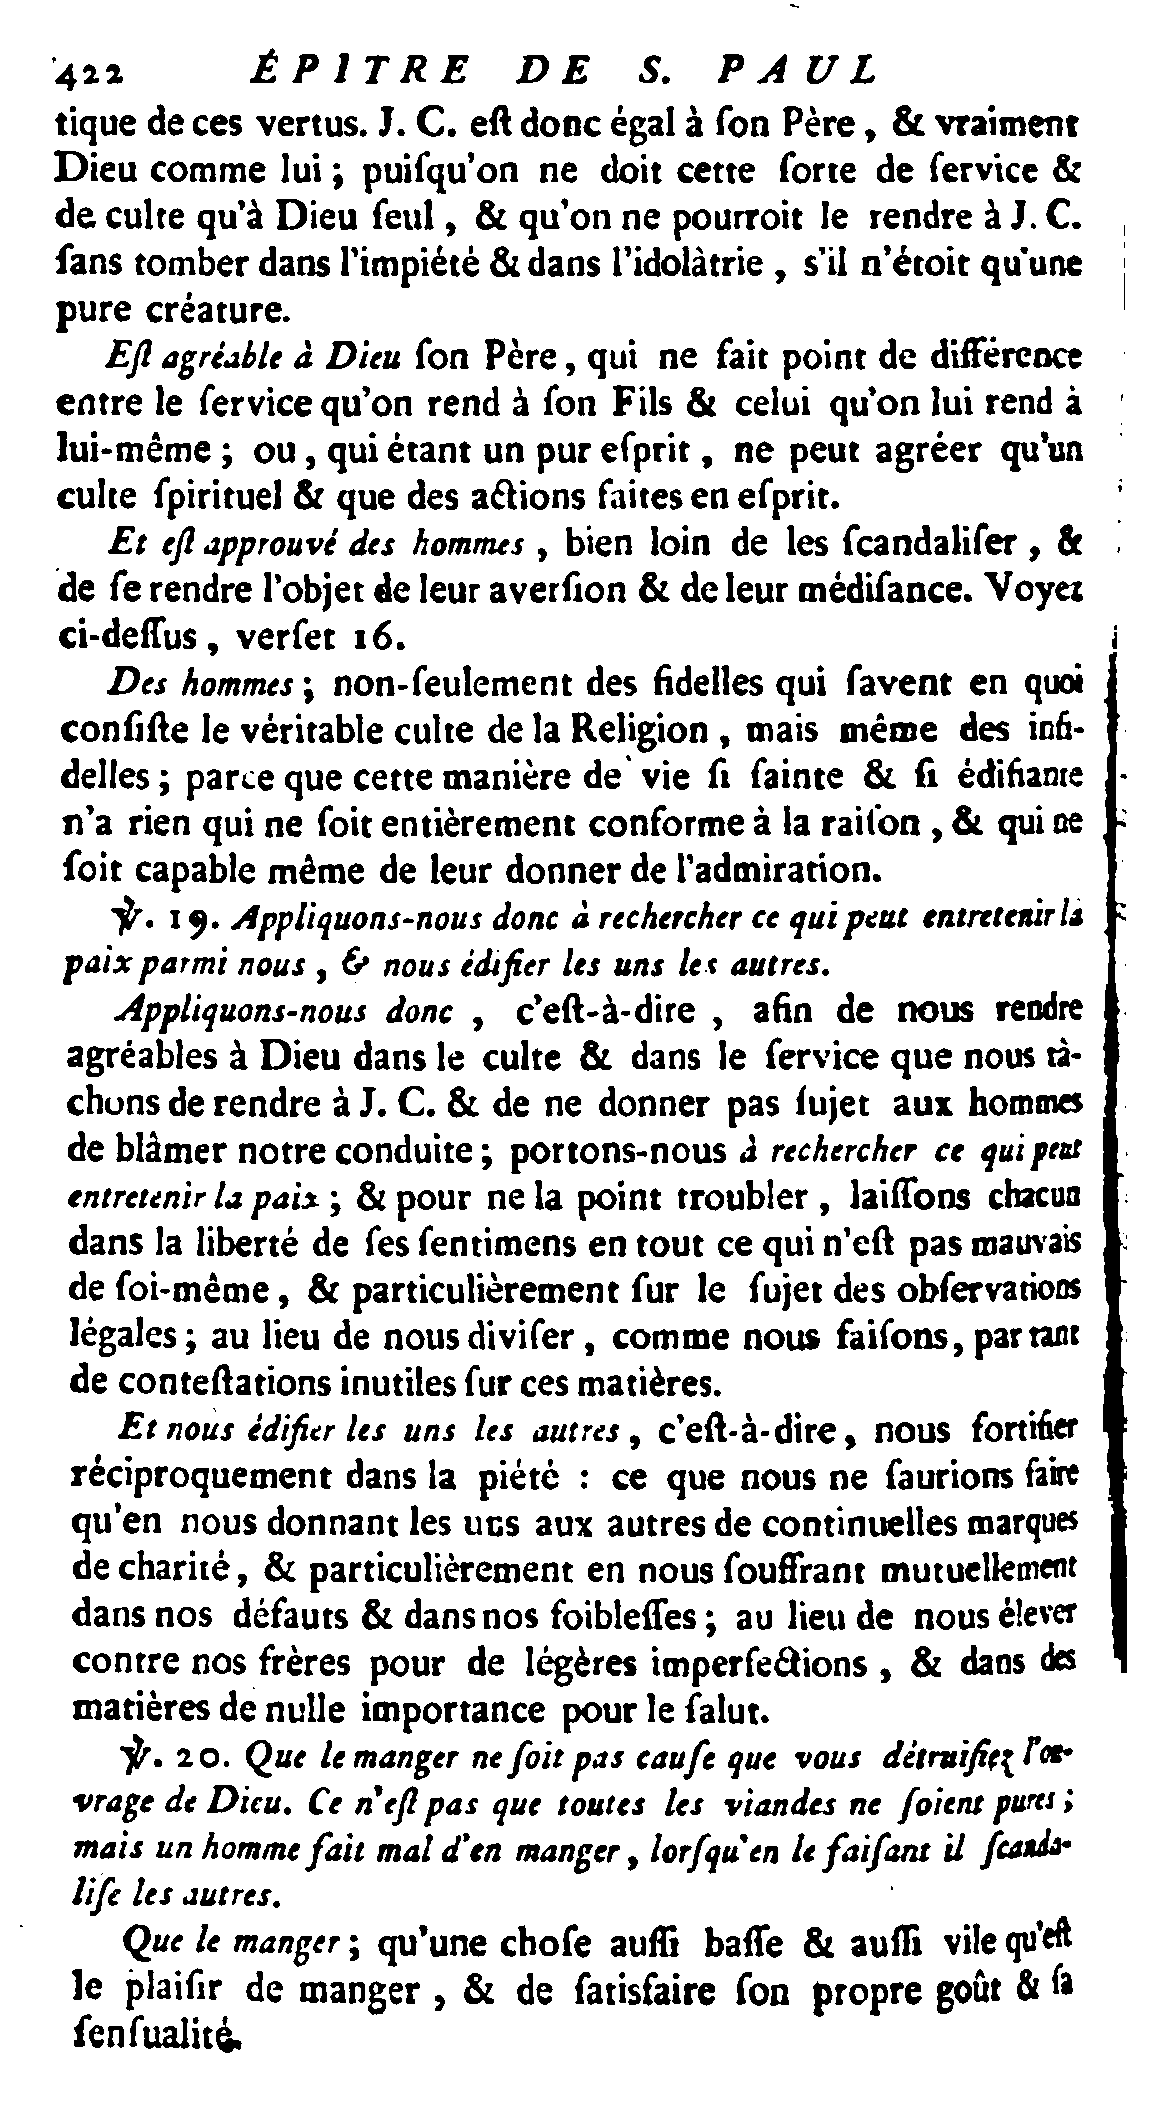 422 ÉPITRE DE S. PAUL
tique de ces vertus. J. C. eſt donc égal à ſon Père, & vraiment
Dieu comme lui; puiſqu'on ne doit cette ſorte de ſervice &
de culte qu'à Dieu ſeul, & qu'on ne pourroit le rendre à J. C.
ſans tomber dans l'impiété & dans l'idolàtrie, s'il n'étoit qu'une
pure créature.
Eſt agréable à Dieu ſon Père, qui ne fait point de différence
entre le ſervice qu'on rend à ſon Fils & celui qu'on lui rend à
lui-même; ou, qui étant un pur eſprit, ne peut agréer qu'un
culte ſpirituel & que des actions faites en eſprit.
Et eſt approuvé des hommes, bien loin de les ſcandaliſer, &
de ſe rendre l'objet de leur averſion & de leur médiſance. Voyez
ci-deſſus, verſet 16.
Des hommes; non-ſeulement des fidelles qui ſavent en quoi
conſiſte le véritable culte de la Religion, mais même des infi-
delles; parce que cette manière de vie ſi ſainte & ſi édifiante
n'a rien qui ne ſoit entièrement conforme à la raiſon, & qui ne
ſoit capable même de leur donner de l'admiration.
℣. 19. Appliquons-nous donc à rechercher ce qui peut entretenir la
paix parmi nous, & nous édifier les uns les autres.
Appliquons-nous donc, c'eſt-à-dire, afin de nous rendre
agréables à Dieu dans le culte & dans le ſervice que nous tà-
chons de rendre à J. C. & de ne donner pas ſujet aux hommes
de blâmer notre conduite; portons-nous à rechercher ce qui peut
entretenir la paix; & pour ne la point troubler, laiſſons chacun
dans la liberté de ſes ſentimens en tout ce qui n'eſt pas mauvais
de ſoi-même, & particulièrement ſur le ſujet des obſervations
légales; au lieu de nous diviſer, comme nous faiſons, par tant
de conteſtations inutiles ſur ces matières.
Et nous édifier les uns les autres, c'eſt-à-dire, nous fortifier
réciproquement dans la piété : ce que nous ne ſaurions faire
qu'en nous donnant les uns aux autres de continuelles marques
de charité, & particulièrement en nous ſouffrant mutuellement
dans nos défauts & dans nos foibleſſes; au lieu de nous élever
contre nos frères pour de légères imperfections, & dans des
matières de nulle importance pour le ſalut.
℣. 20. Que le manger ne ſoit pas cauſe que vous détruiſiez l'ou-
vrage de Dieu. Ce n'eſt pas que toutes les viandes ne ſoient pures;
mais un homme fait mal d'en manger, lorſqu'en le faiſant il ſcanda-
liſe les autres.
Que le manger; qu'une choſe auſſi baſſe & auſſi vile qu'eſt
le plaiſir de manger, & de ſatisfaire ſon propre goût & ſa
ſenſualité.